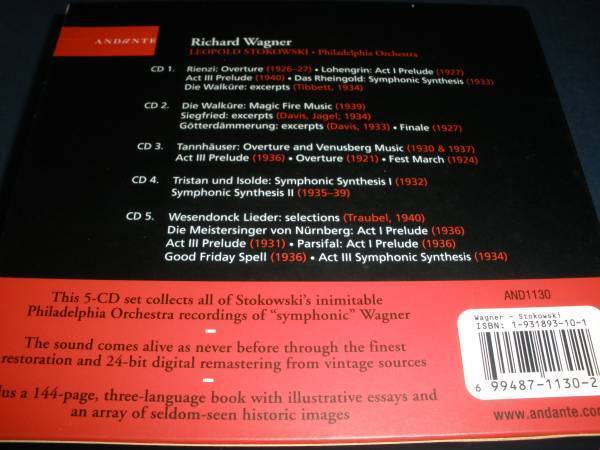 ANDANTE
Richard Wagner
LEOPOLD STOKOWSKI • Philadelphia Orchestra
CD 1. Rienzi: Overture (1926–27) • Lohengrin: Act I Prelude (1927)
Act III Prelude (1940) • Das Rheingold: Symphonic Synthesis (1933)
Die Walküre: excerpts (Tibbett, 1934)
CD 2. Die Walküre: Magic Fire Music (1939)
Siegfried: excerpts (Davis, Jagel; 1934)
Götterdämmerung: excerpts (Davis, 1933) • Finale (1927)
CD 3. Tannhäuser: Overture and Venusberg Music (1930 & 1937)
Act III Prelude (1936) • Overture (1921) • Fest March (1924)
CD 4. Tristan und Isolde: Symphonic Synthesis I (1932)
Symphonic Synthesis II (1935–39)
CD 5. Wesendonck Lieder: selections (Traubel, 1940)
Die Meistersinger von Nürnberg: Act I Prelude (1936)
Act III Prelude (1931) • Parsifal: Act I Prelude (1936)
Good Friday Spell (1936) • Act III Symphonic Synthesis (1934)
This 5-CD set collects all of Stokowski's inimitable
Philadelphia Orchestra recordings of "symphonic" Wagner
The sound comes alive as never before through the finest
restoration and 24-bit digital remastering from vintage sources
lus a 144-page, three-language book with illustrative essays and
an array of seldom-seen historic images
AND1130
Wagner - Stokowski
ISBN: 1-931893-10-1
6 99487-1130-2
www.andante.com